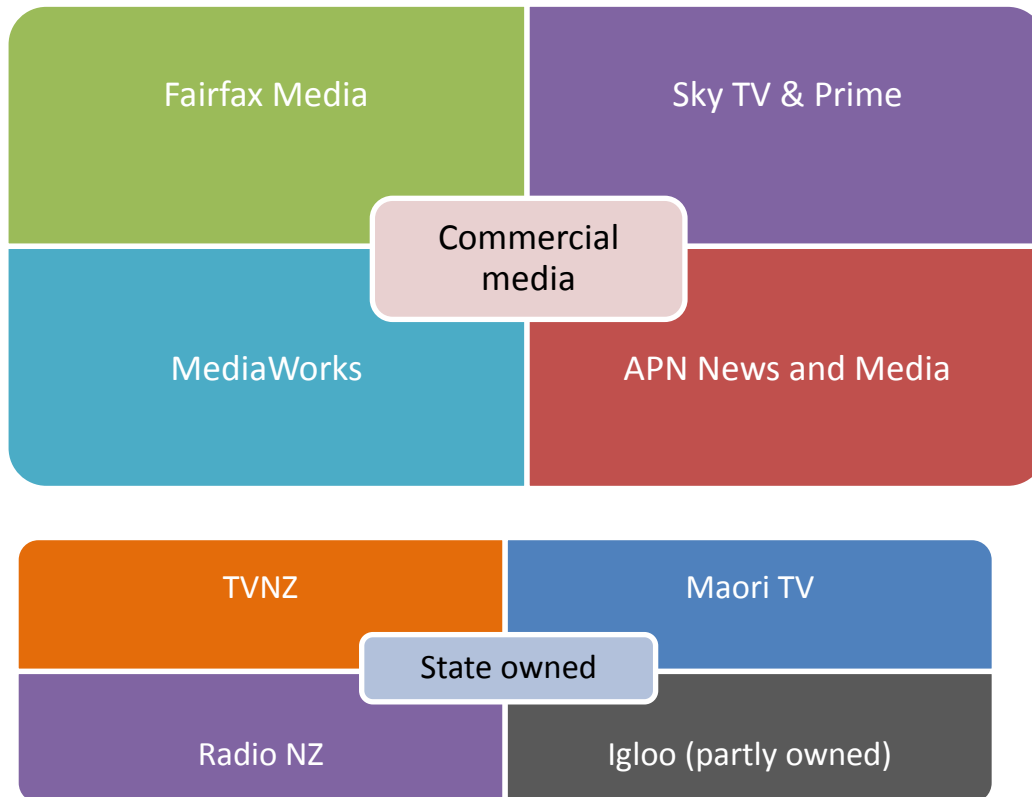 Fairfax Media
Sky TV & Prime
Commercial
media
MediaWorks
APN News and Media
TVNZ
Maori TV
State owned
Radio NZ
Igloo (partly owned)